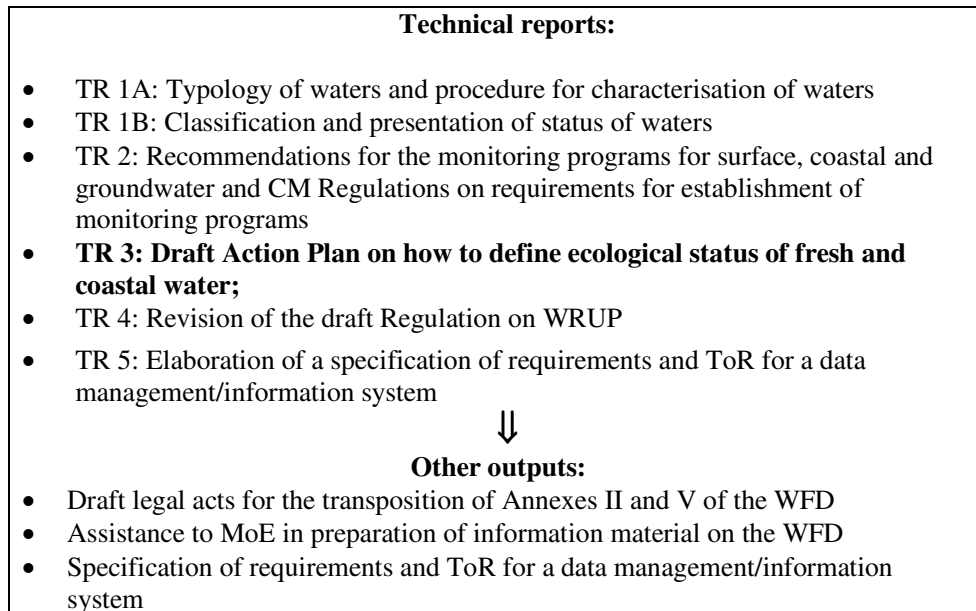 Technical reports:
• TR 1A: Typology of waters and procedure for characterisation of waters
• TR 1B: Classification and presentation of status of waters
• TR 2: Recommendations for the monitoring programs for surface, coastal and
groundwater and CM Regulations on requirements for establishment of
monitoring programs
• TR 3: Draft Action Plan on how to define ecological status of fresh and
coastal water;
• TR 4: Revision of the draft Regulation on WRUP
• TR 5: Elaboration of a specification of requirements and ToR for a data
management/information system
⇓
Other outputs:
• Draft legal acts for the transposition of Annexes II and V of the WFD
• Assistance to MoE in preparation of information material on the WFD
• Specification of requirements and ToR for a data management/information
system